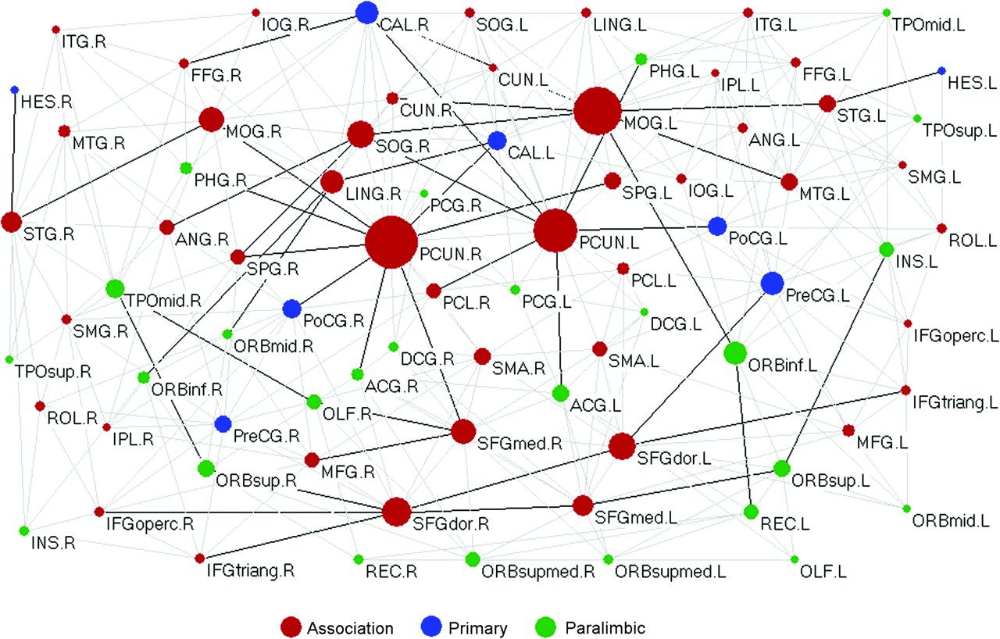 IOG.R
CAL.R
SOG.L
LING.L
ITG.L
TPOmid.L
ITG.R
FFG.R
CUN.L
PHG.L
IPL.L
FFG.L
HES.L
HES.R
CUN.R
MOG.L
STG.L
MOG.R
MTG.R
SOG.R
CAL.L
ANG.L
TPOsup.L
PHG.R
LING.R
PCG.R
SPG.L
IOG.L
MTG.L
SMG.L
STG.R
ANG.R
PCUN.R
PCUN.L
PoCG.L
ROL.L
SPG.R
INS.L
TPOmid.R
PCL.R
PCG.L
PCL.L
PreCG.L
SMG.R
PoCG.R
DCG.L
ORBmid.R
IFGoperc.L
TPOsup.R
DCG.R
SMA.R
SMA.L
ORBinf.L
ORBinf.R
ACG.R
ACG.L
IFGtriang.L
ROL.R
OLF.R
IPL.R
PreCG.R
SFGmed.R
SFGdor.L
MFG.L
ORBsup.R
MFG.R
ORBsup.L
IFGoperc.R
SFGdor.R
SFGmed.L
REC.L
ORBmid.L
INS.R
IFGtriang.R
REC.R
ORBsupmed.R
ORBsupmed.L
OLF.L
Association
Primary
Paralimbic